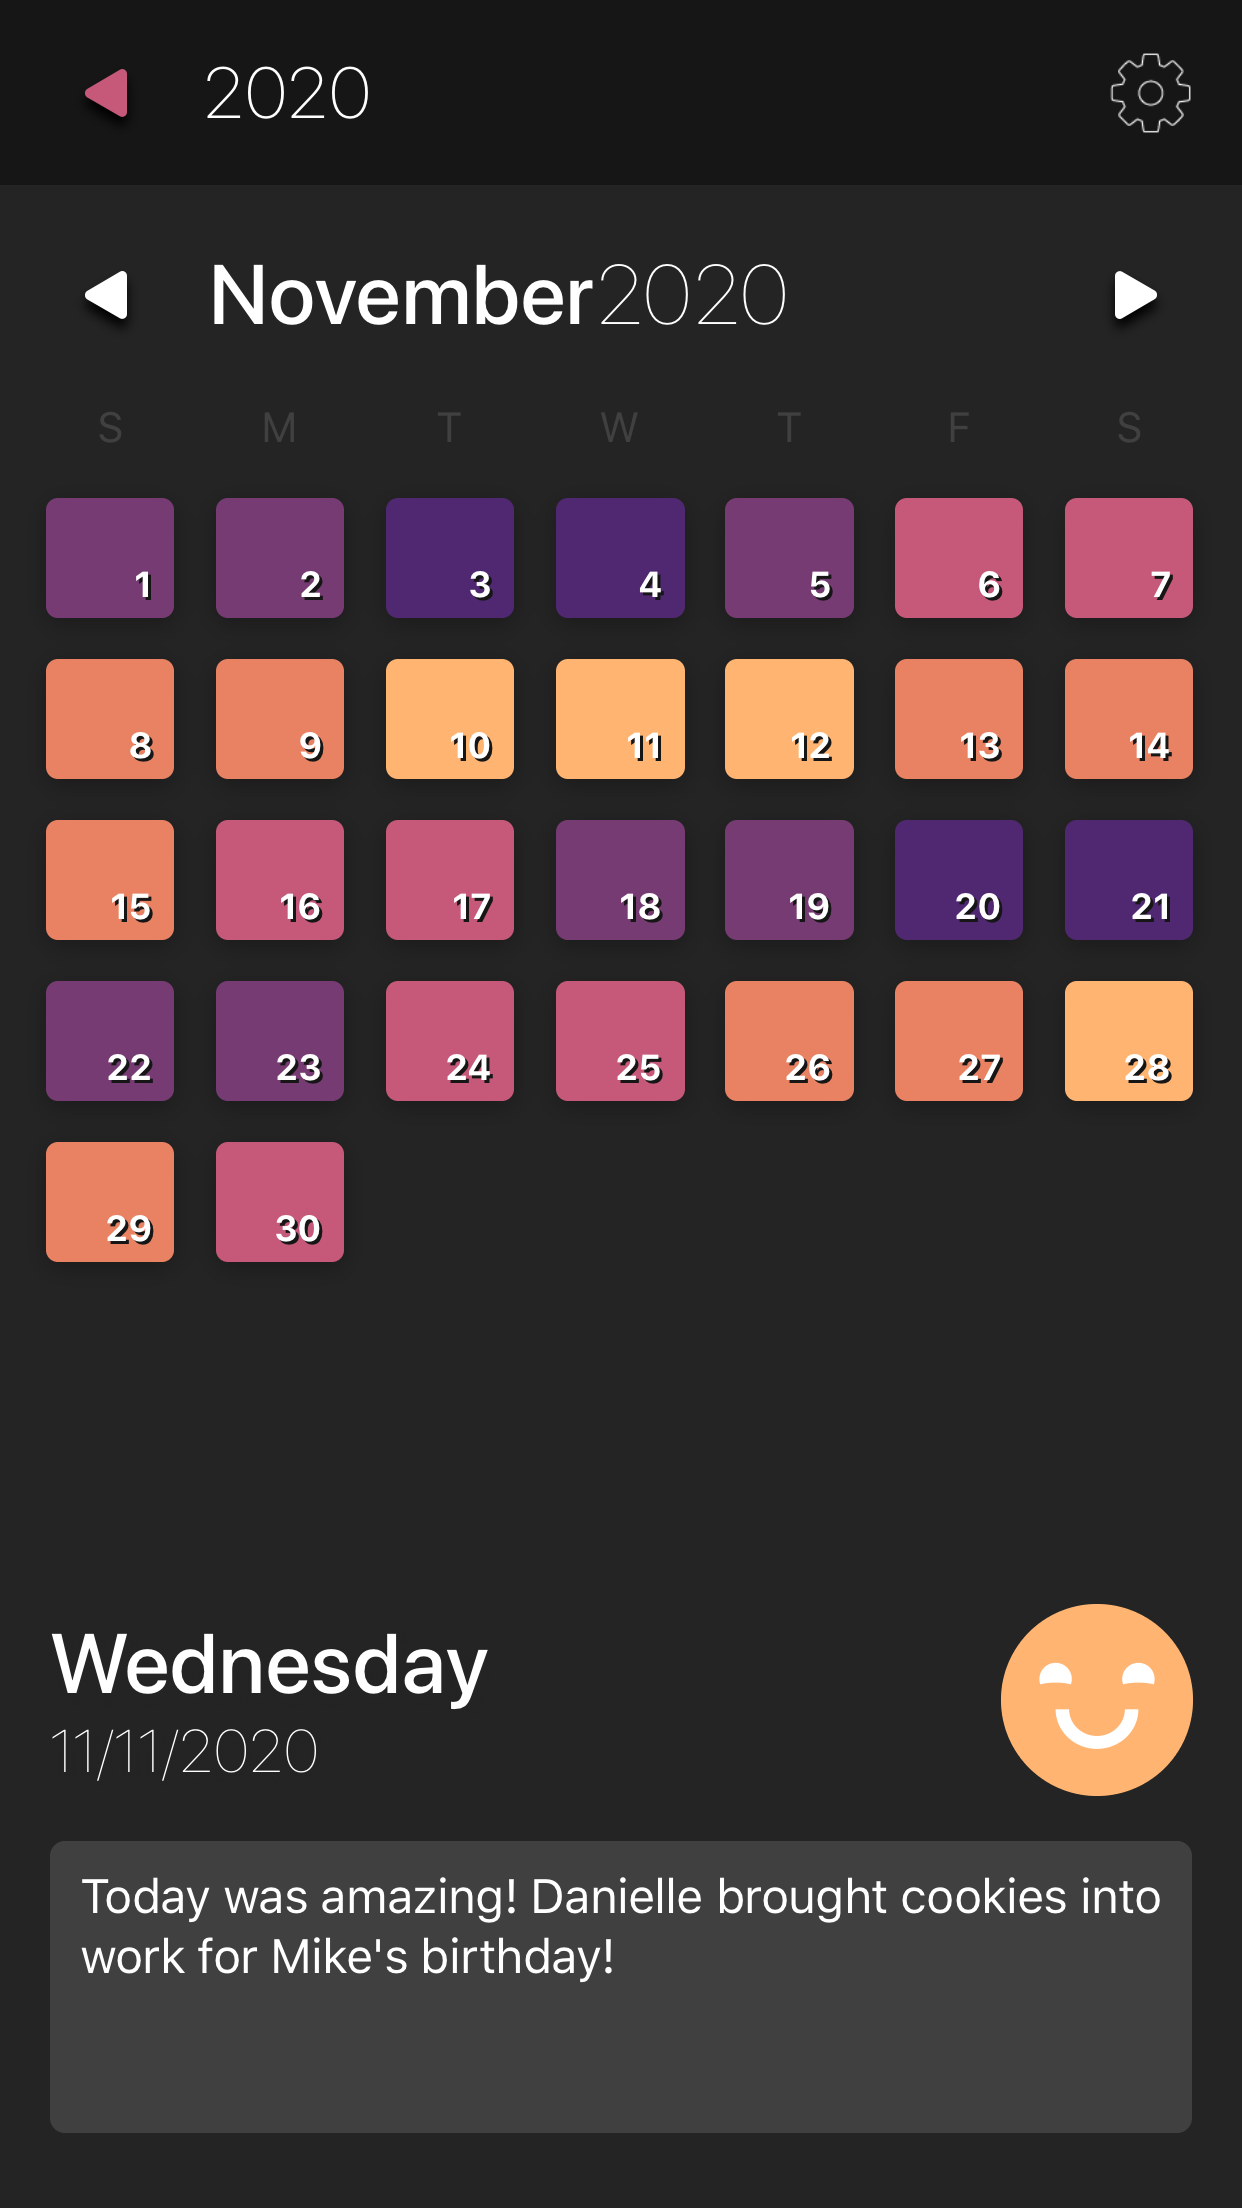 2020
November2020
S M T W T F S
1 2 3 4 5 6 7
8 9 10 11 12 13 14
15 16 17 18 19 20 21
22 23 24 25 26 27 28
29 30
Wednesday
11/11/2020
Today was amazing! Danielle brought cookies into
work for Mike's birthday!